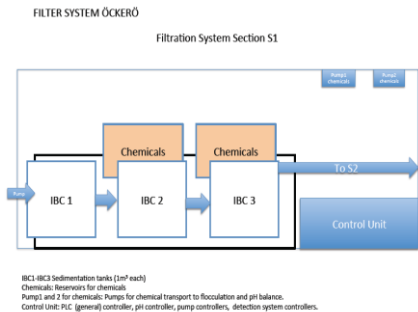 FILTER SYSTEM ÖCKERÖ
Filtration System Section S1
Pump1
chemicals
Pump2
chemicals
Chemicals
Chemicals
To S2
Pump
IBC 1
IBC 2
IBC 3
Control Unit
IBC1-IBC3 Sedimentation tanks (1m³ each)
Chemicals: Reservoirs for chemicals
Pump1 and 2 for chemicals: Pumps for chemical transport to flocculation and pH balance.
Control Unit: PLC (general) controller, pH controller, pump controllers, detection system controllers.